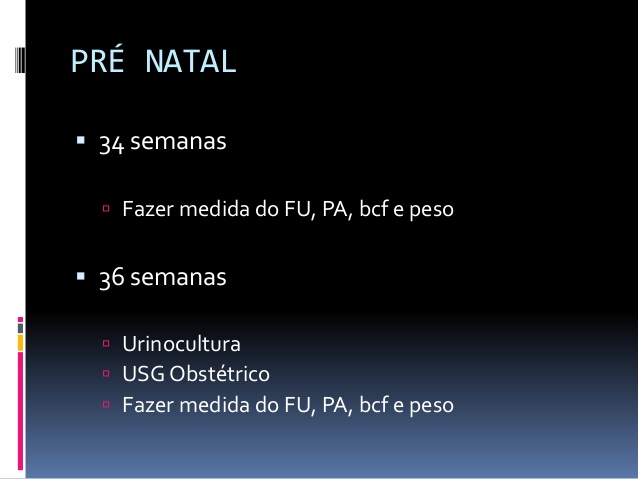 PRÉ NATAL
34 semanas
Fazer medida do FU, PA, bcf e peso
36 semanas
Urinocultura
USG Obstétrico
Fazer medida do FU, PA, bcf e peso